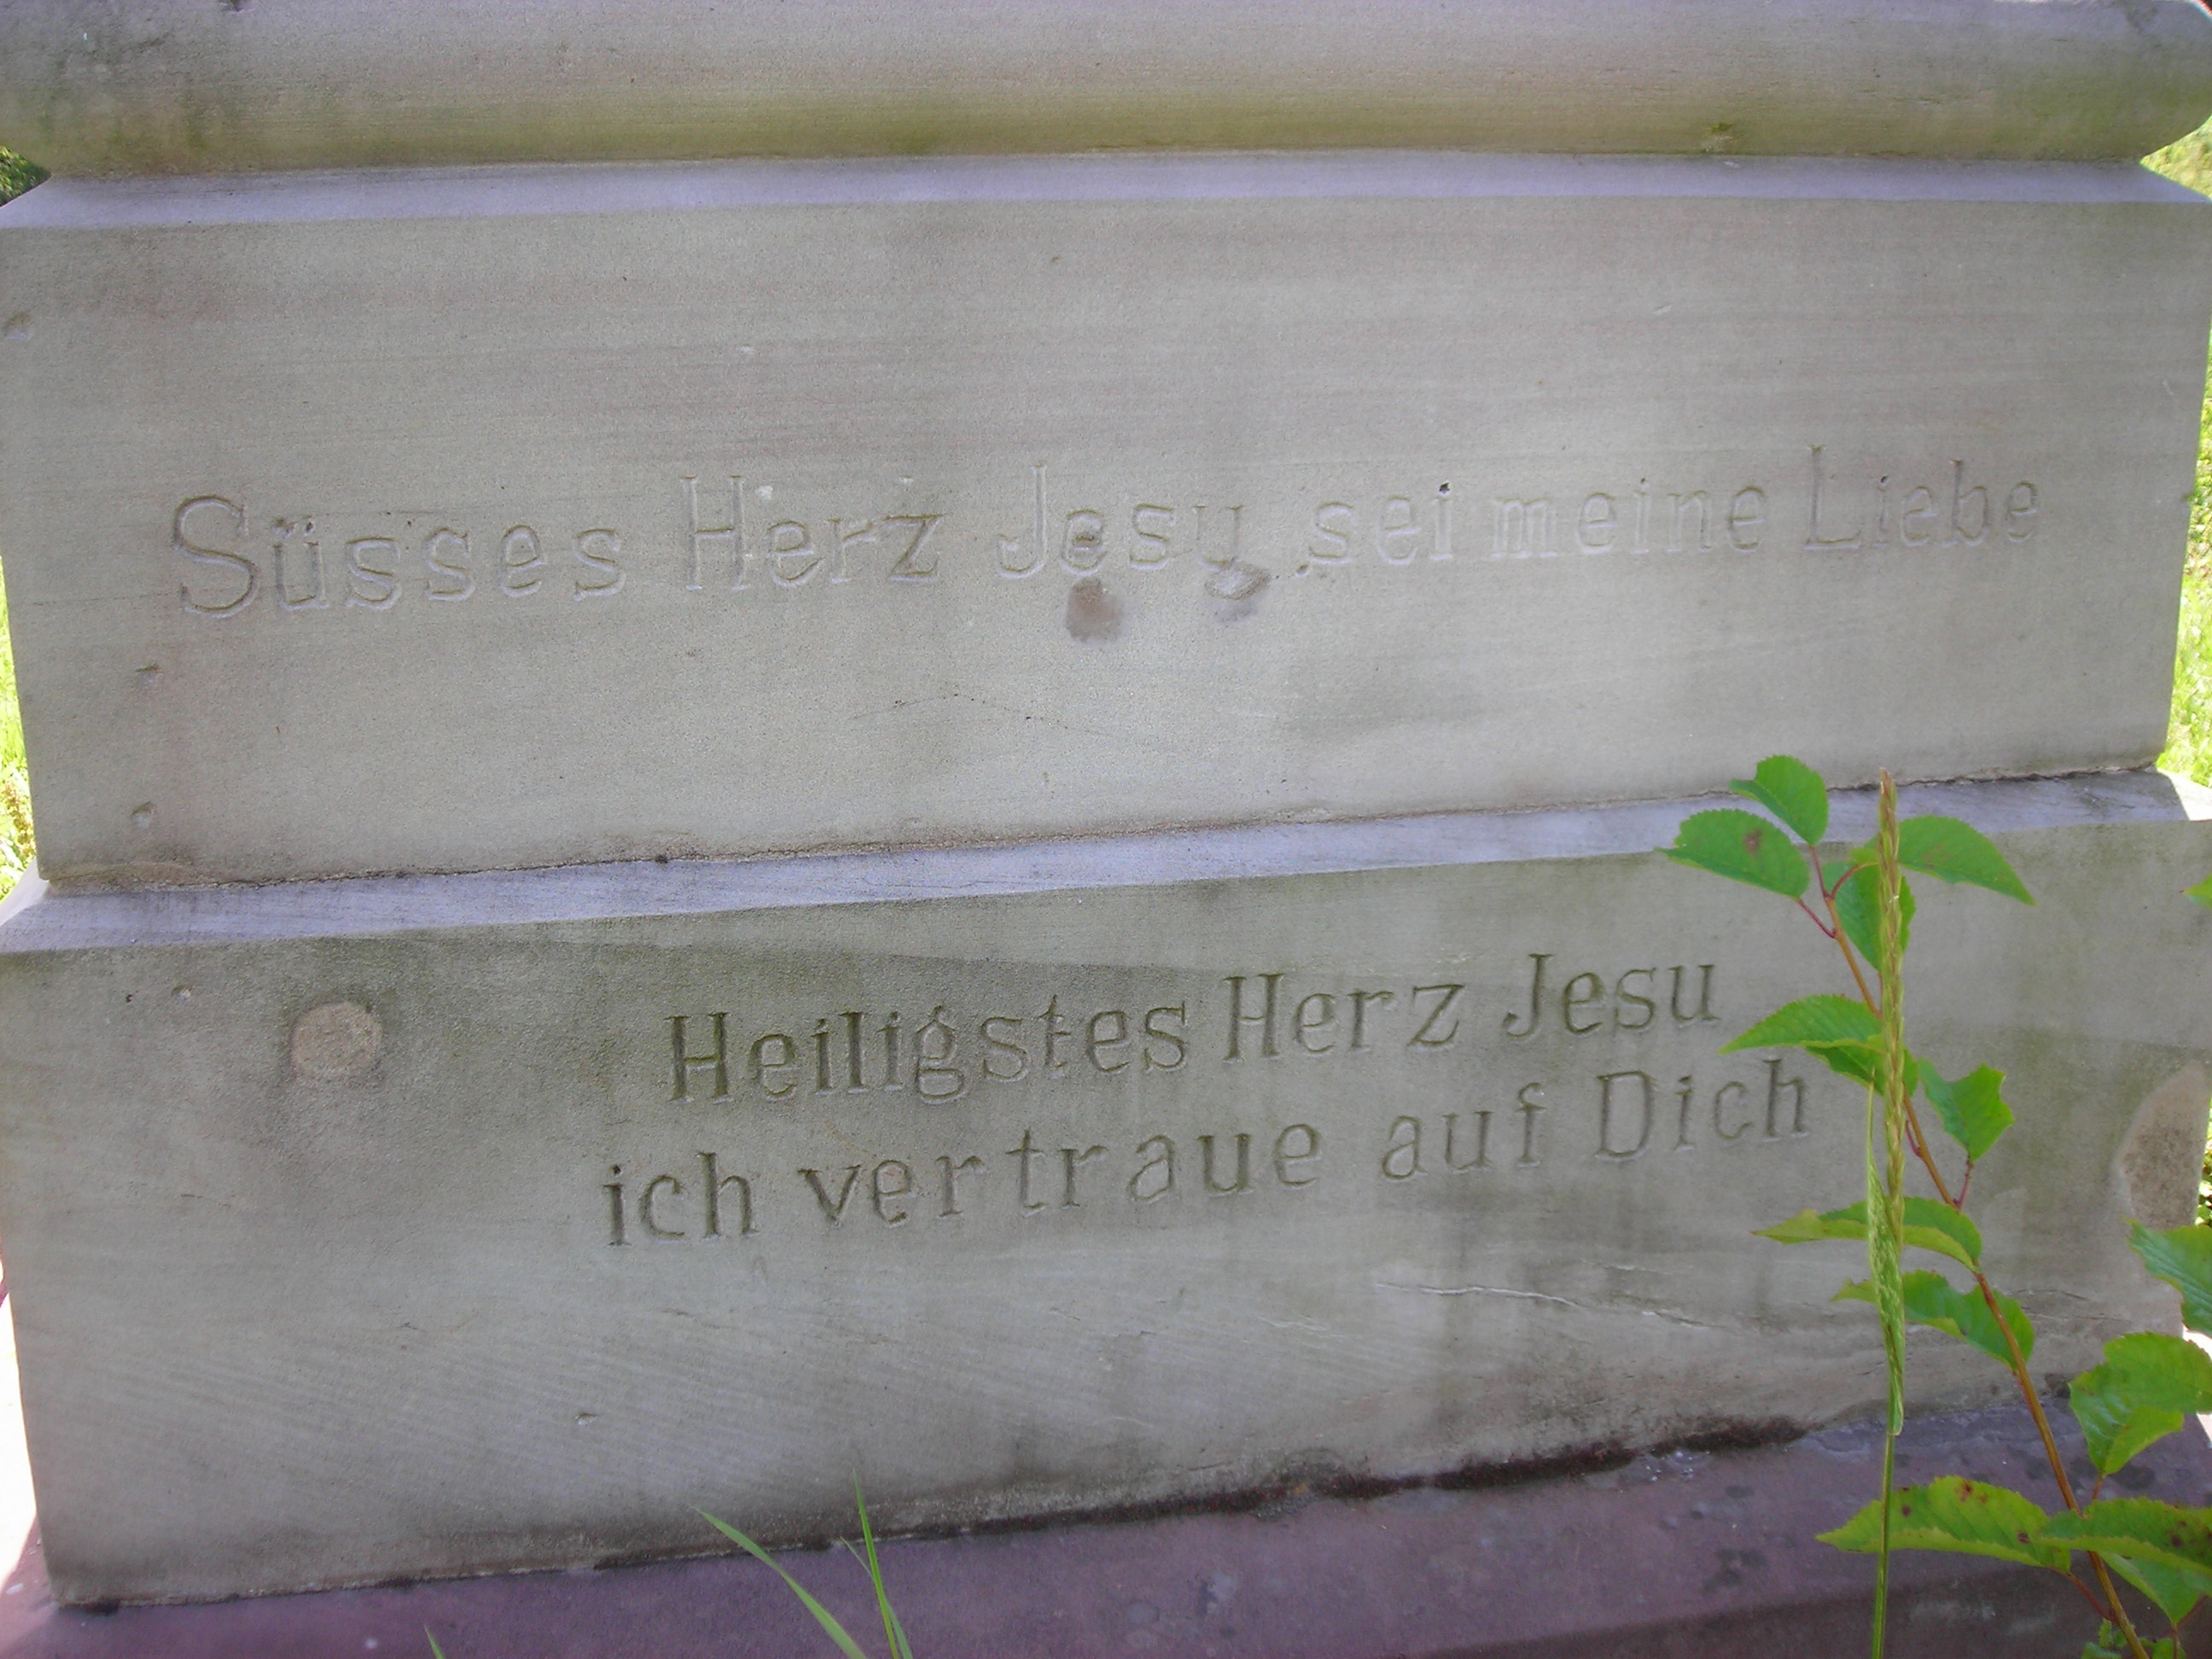 Süsses Herz Jesu sei meine Liebe
Heiligstes Herz Jesu
ich vertraue auf Dich